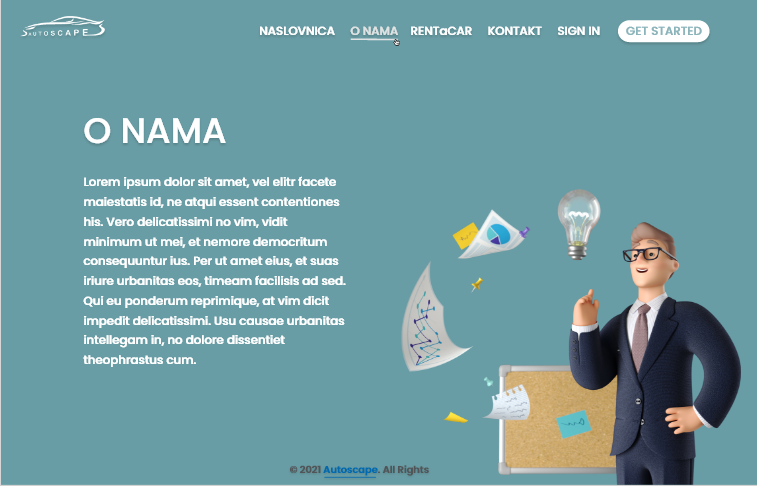 AUTOSCAPE
NASLOVNICA O NAMA RENTaCAR KONTAKT SIGN IN GET STARTED
O NAMA
Lorem ipsum dolor sit amet, vel elitr facete
maiestatis id, ne atqui essent contentiones
his. Vero delicatissimi no vim, vidit
minimum ut mei, et nemore democritum
consequuntur ius. Per ut amet eius, et suas
iriure urbanitas eos, timeam facilisis ad sed.
Qui eu ponderum reprimique, at vim dicit
impedit delicatissimi. Usu causae urbanitas
intellegam in, no dolore dissentiet
theophrastus cum.
© 2021 Autoscape. All Rights